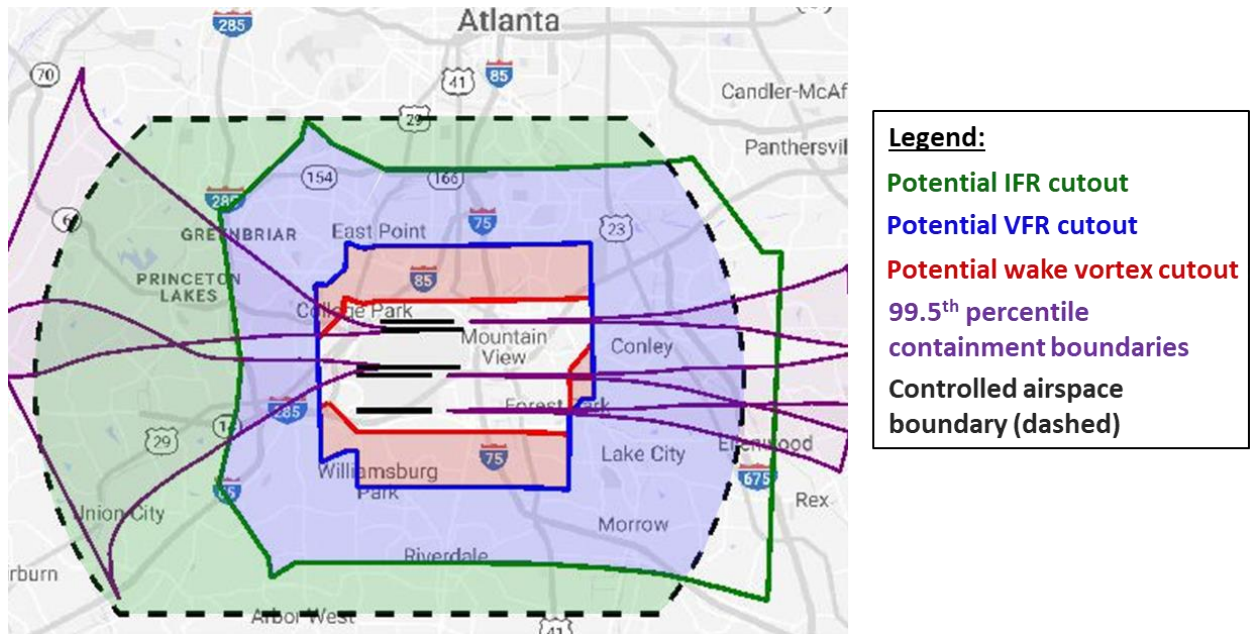 285
Atlanta
70
41
85
Candler-McAf
29
Panthersvil
154
166
285
6
GREENBRIAR
East Point
75
23
PRINCETON
LAKES
85
College Park
Mountain
View
Conley
Forest Park
285
14
29
Williamsburg
Park
75
Lake City
Ellenwood
675
85
Union City
Rex
Morrow
Riverdale
rburn
Arbor West
41
Legend:
Potential IFR cutout
Potential VFR cutout
Potential wake vortex cutout
99.5th percentile
containment boundaries
Controlled airspace
boundary (dashed)